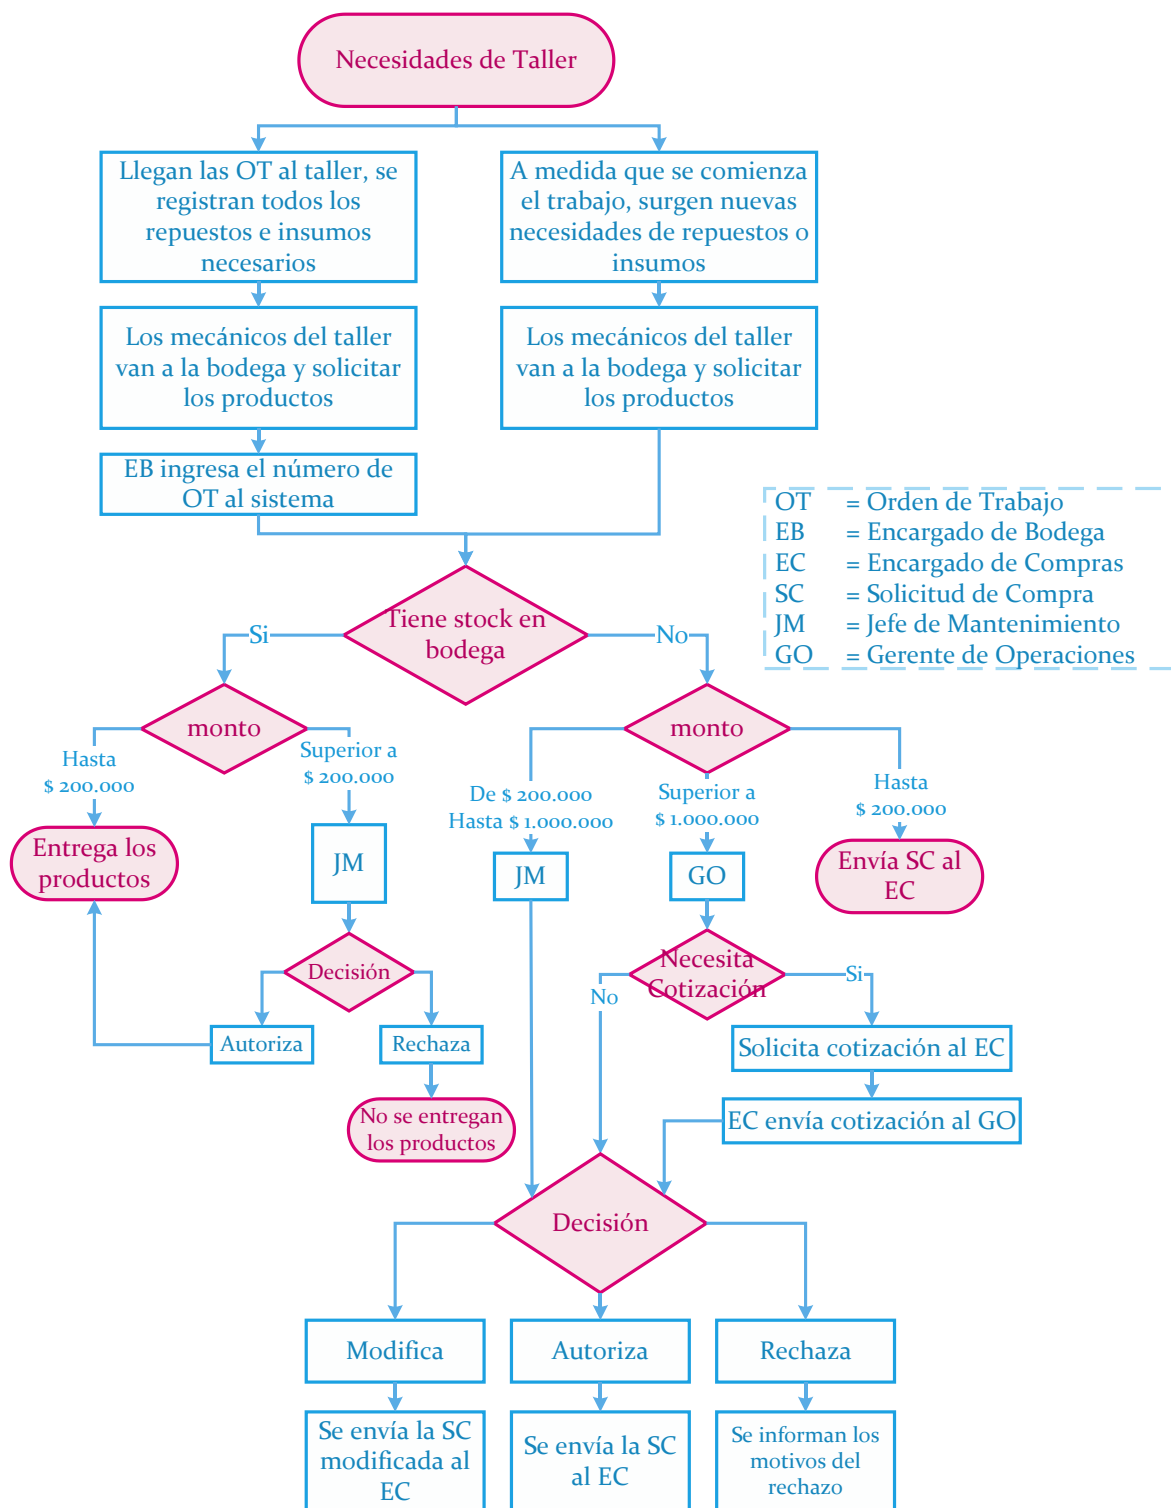 Necesidades de Taller
Llegan las OT al taller, se
registran todos los
repuestos e insumos
necesarios
A medida que se comienza
el trabajo, surgen nuevas
necesidades de repuestos o
insumos
Los mecánicos del taller
van a la bodega y solicitar
los productos
Los mecánicos del taller
van a la bodega y solicitar
los productos
EB ingresa el número de
OT al sistema
OT = Orden de Trabajo
EB = Encargado de Bodega
EC = Encargado de Compras
SC = Solicitud de Compra
JM = Jefe de Mantenimiento
GO = Gerente de Operaciones
Tiene stock en
bodega
Si
No
monto
monto
Hasta
$ 200.000
Superior a
$ 200.000
De $ 200.000
Hasta $ 1.000.000
Superior a
$ 1.000.000
Hasta
$ 200.000
Entrega los
productos
JM
JM
GO
Envía SC al
EC
Decisión
Necesita
Cotización
No
Si
Autoriza
Rechaza
Solicita cotización al EC
No se entregan
los productos
EC envía cotización al GO
Decisión
Modifica
Autoriza
Rechaza
Se envía la SC
modificada al
EC
Se envía la SC
al EC
Se informan los
motivos del
rechazo